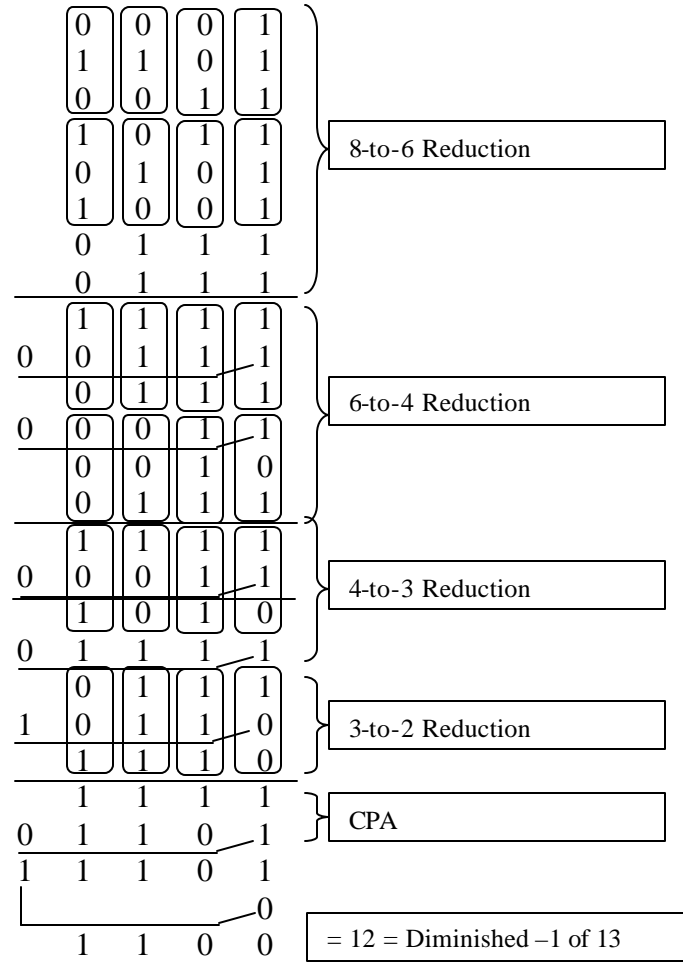 0 0 0 1
1 1 0 1
0 0 1 1
1 0 1 1
0 1 0 1
8-to-6 Reduction
1 0 0 1
0 1 1 1
0 1 1 1
1 1 1 1
0 0 1 1 1
0 1 1 1
6-to-4 Reduction
0 0 0 1 1
0 0 1 0
0 1 1 1
1 1 1 1
0 0 0 1 1
4-to-3 Reduction
1 0 1 0
0 1 1 1 1
0 1 1 1
1 0 1 1 0
3-to-2 Reduction
1 1 1 0
1 1 1 1
CPA
0 1 1 0 1
1 1 1 0 1
0
1 1 0 0
= 12 = Diminished –1 of 13